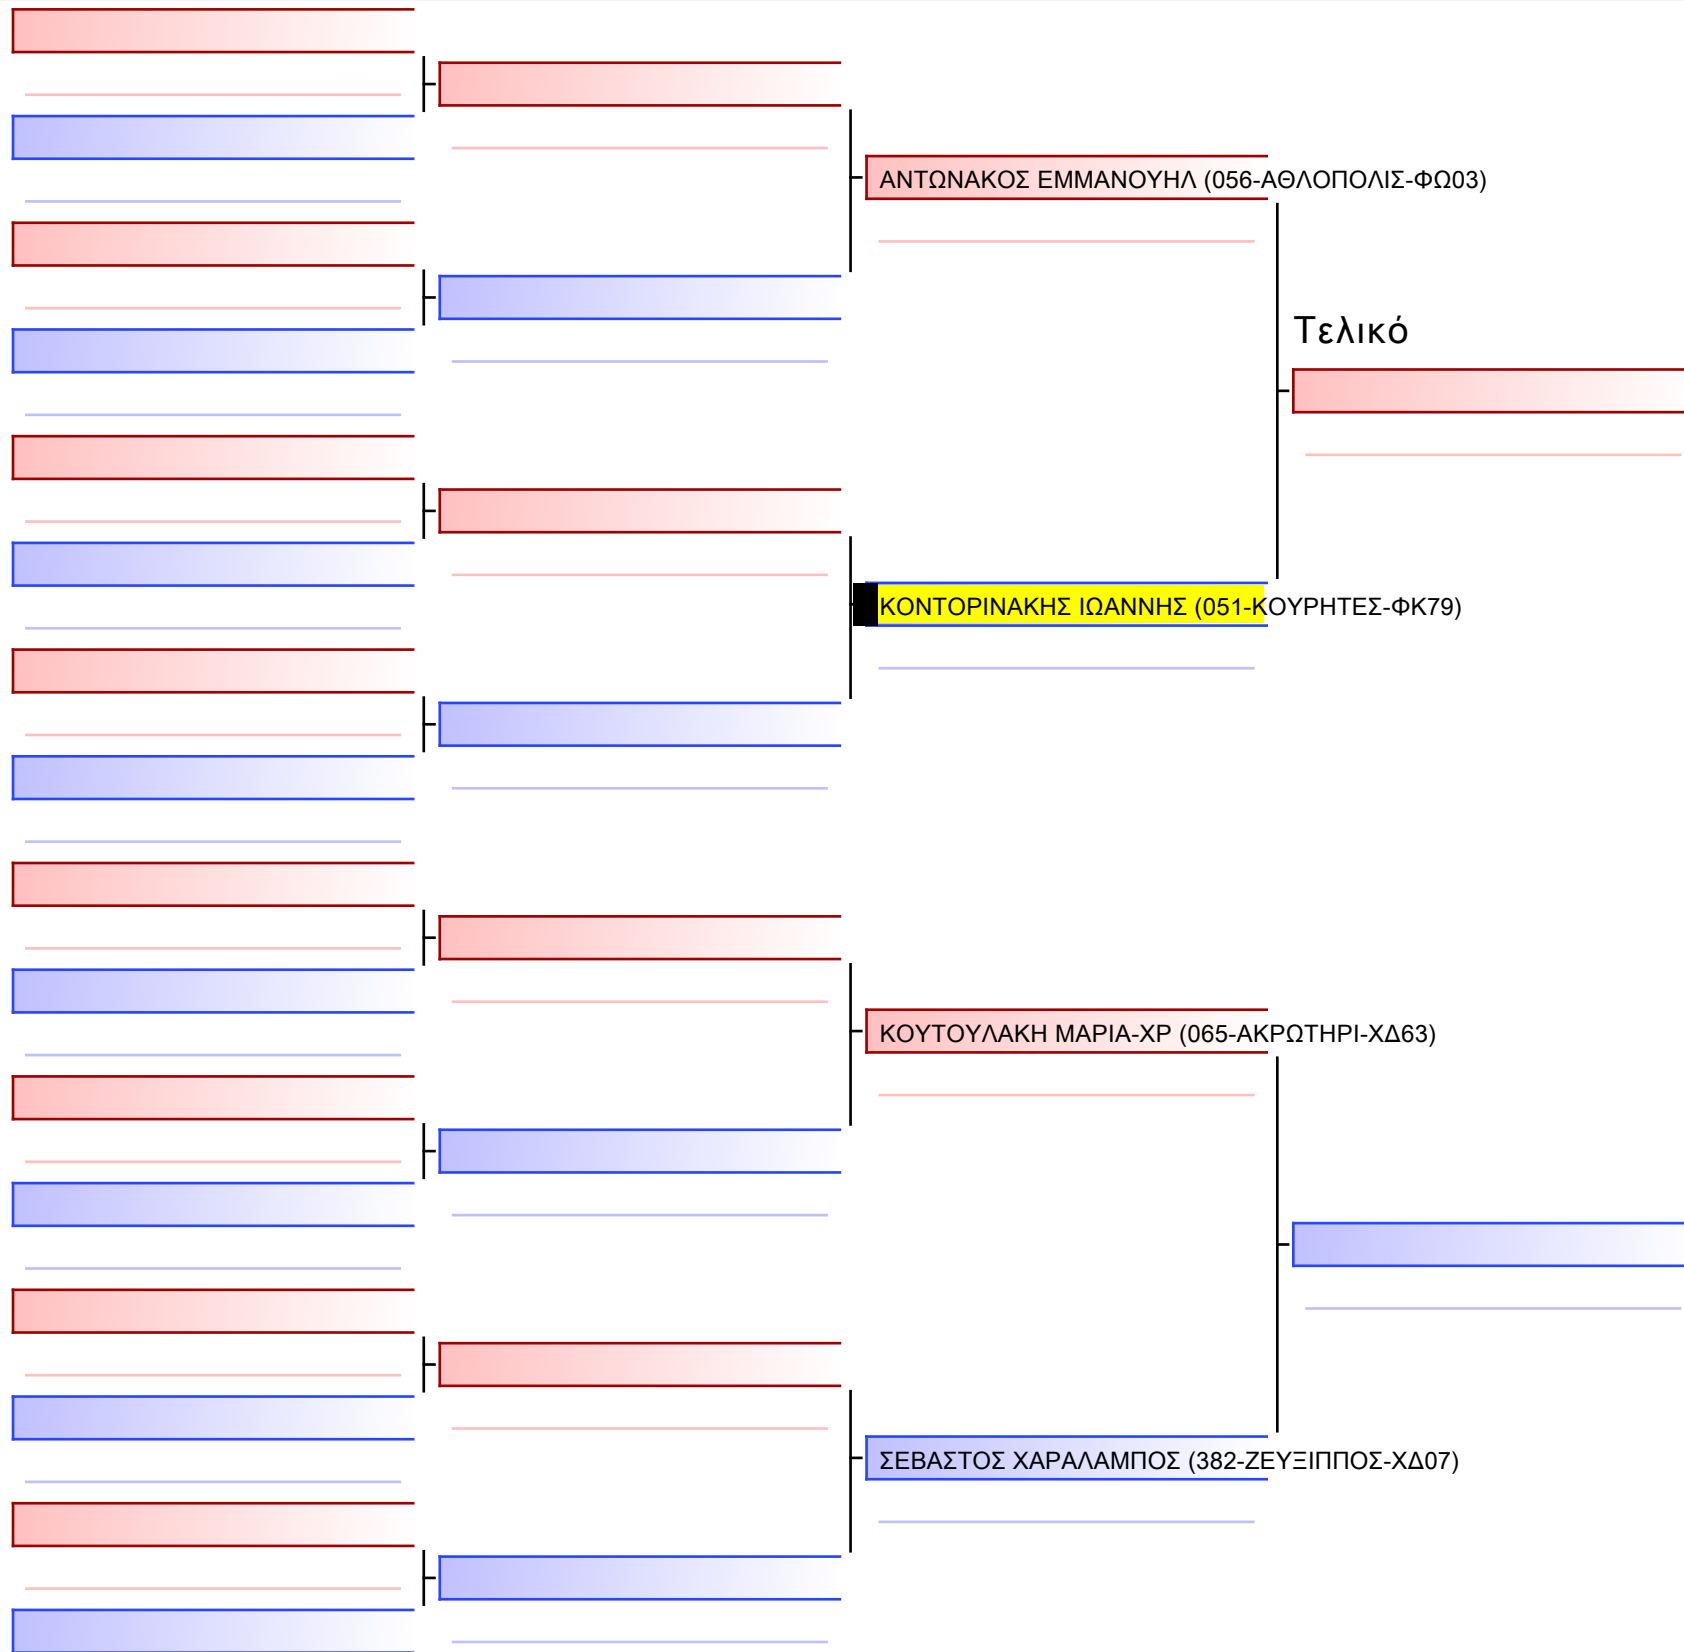 ΑΝΤΩΝΑΚΟΣ ΕΜΜΑΝΟΥΗΛ (056-ΑΘΛΟΠΟΛΙΣ-ΦΩ03)
Τελικό
ΚΟΝΤΟΡΙΝΑΚΗΣ ΙΩΑΝΝΗΣ (051-ΚΟΥΡΗΤΕΣ-ΦΚ79)
ΚΟΥΤΟΥΛΑΚΗ ΜΑΡΙΑ-ΧΡ (065-ΑΚΡΩΤΗΡΙ-ΧΔ63)
ΣΕΒΑΣΤΟΣ ΧΑΡΑΛΑΜΠΟΣ (382-ΖΕΥΞΙΠΠΟΣ-ΧΔ07)